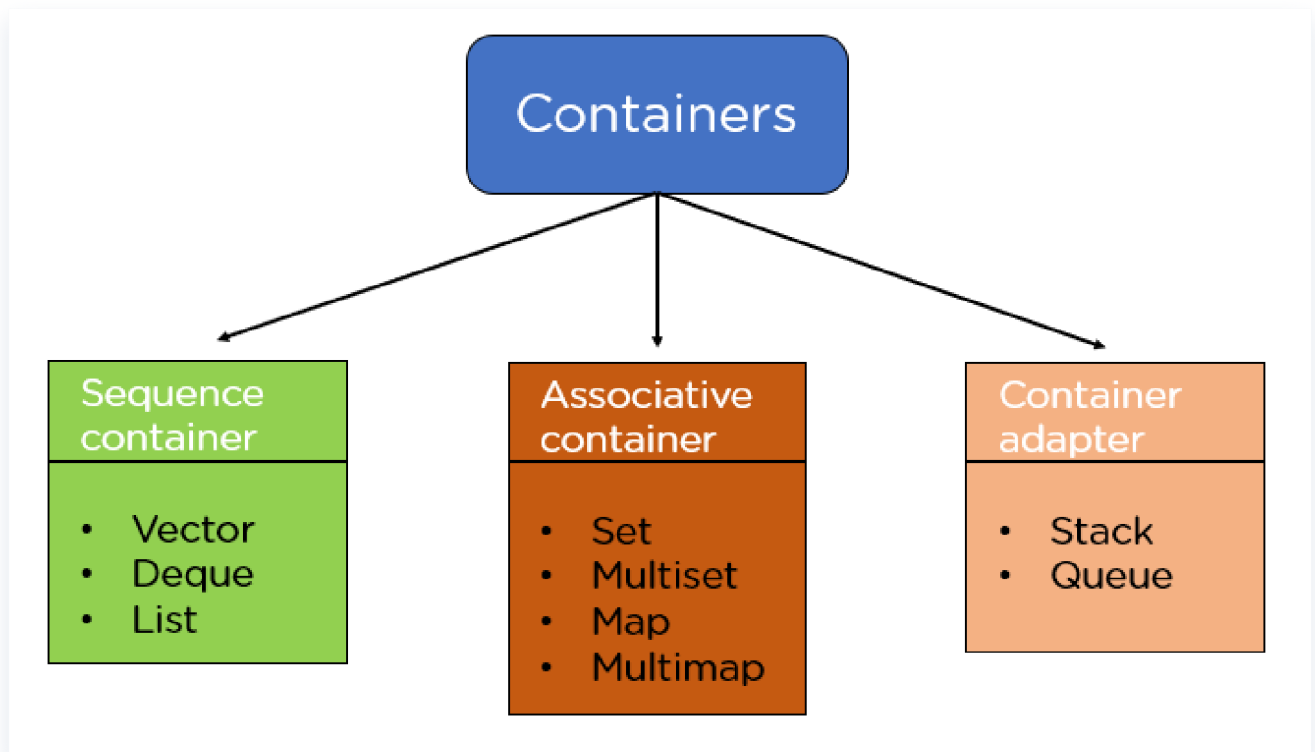 Containers
Sequence
container
• Vector
• Deque
• List
Associative
container
• Set
• Multiset
• Map
• Multimap
Container
adapter
• Stack
• Queue